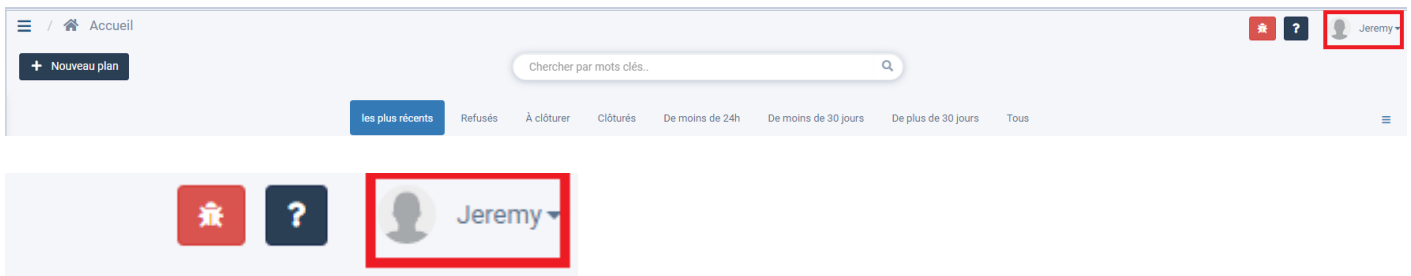 / Accueil
? Jeremy
+ Nouveau plan
Chercher par mots clés..
les plus récents Refusés À clôturer Clôturés De moins de 24h De moins de 30 jours De plus de 30 jours Tous
? Jeremy